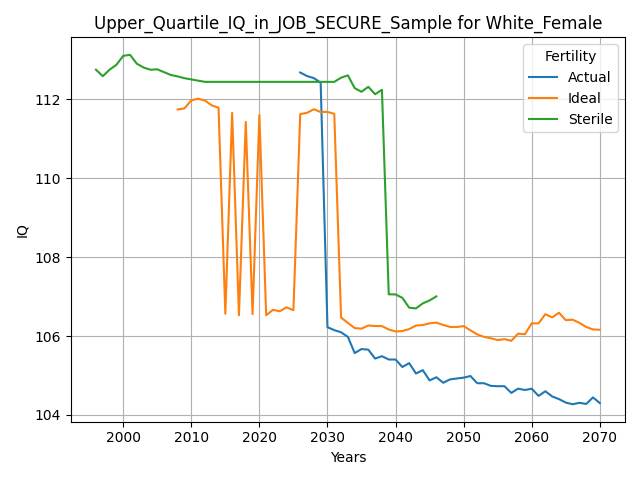 Upper_Quartile_IQ_in_JOB_SECURE_Sample for White_Female
Fertility
Actual
Ideal
Sterile
IQ
112
110
108
106
104
2000
2010
2020
2030
2040
2050
2060
2070
Years